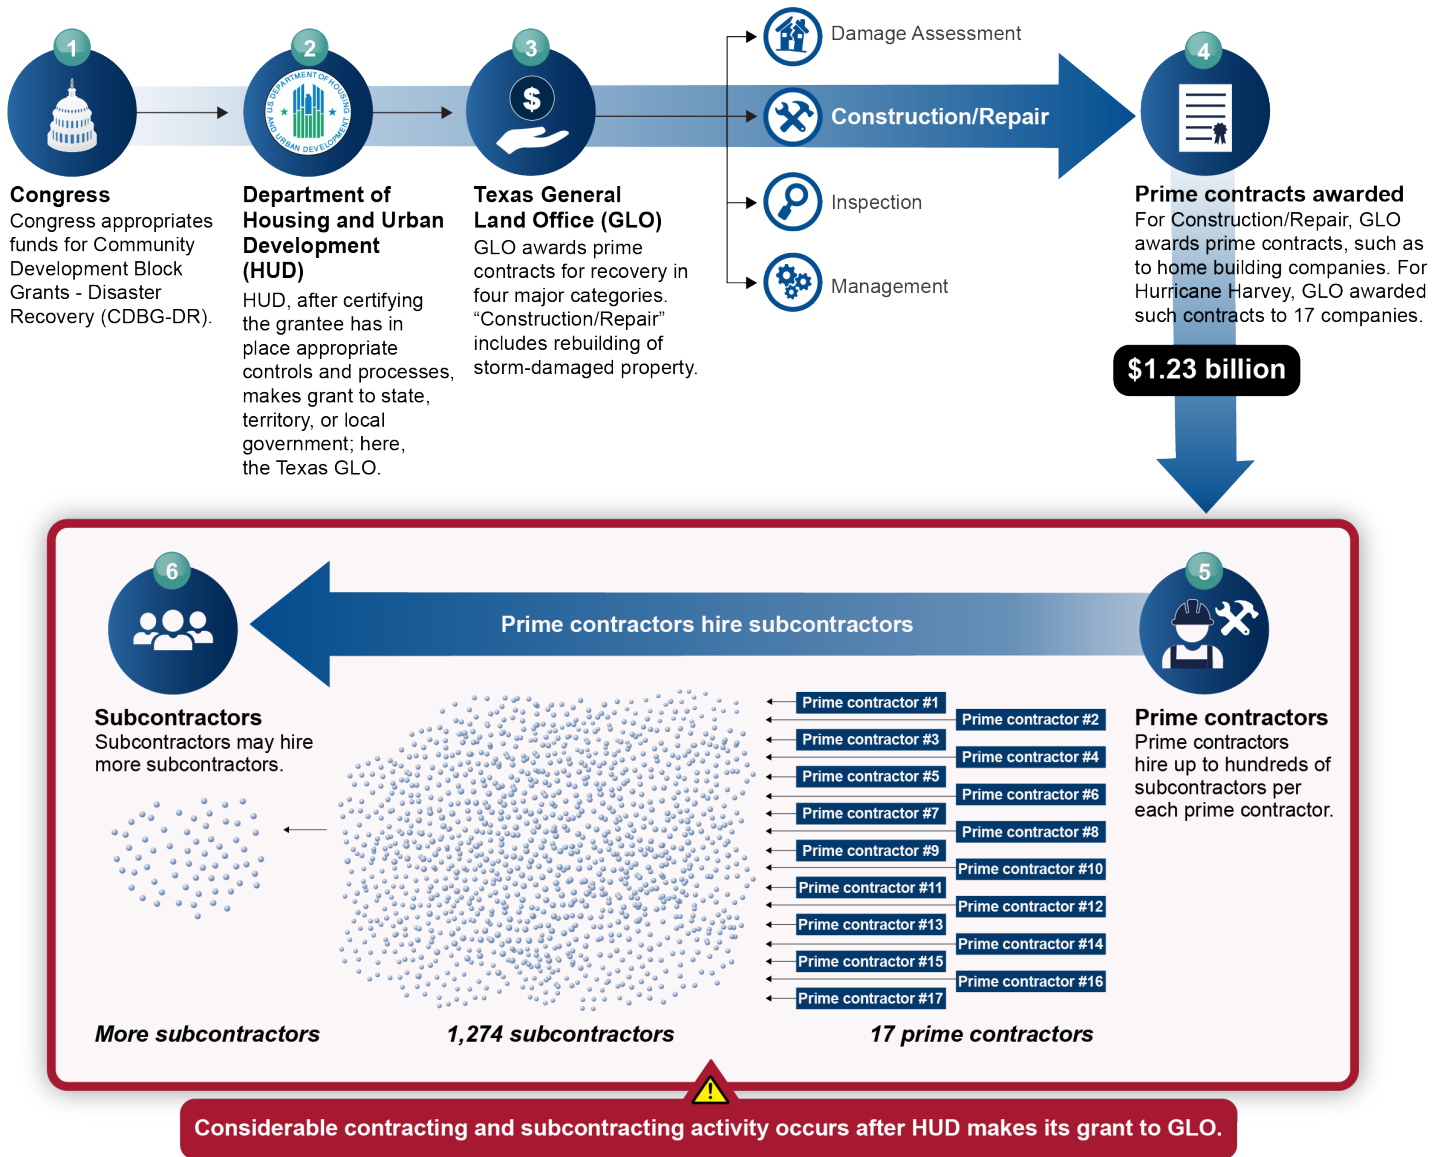 1
Congress
Congress appropriates
funds for Community
Development Block
Grants - Disaster
Recovery (CDBG-DR).
2
U.S. DEPARTMENT OF HOUSING
AND URBAN DEVELOPMENT
Department of
Housing and Urban
Development
(HUD)
HUD, after certifying
the grantee has in
place appropriate
controls and processes,
makes grant to state,
territory, or local
government; here,
the Texas GLO.
3
$
Texas General
Land Office (GLO)
GLO awards prime
contracts for recovery in
four major categories.
“Construction/Repair”
includes rebuilding of
storm-damaged property.
Damage Assessment
Construction/Repair
Inspection
Management
4
Prime contracts awarded
For Construction/Repair, GLO
awards prime contracts, such as
to home building companies. For
Hurricane Harvey, GLO awarded
such contracts to 17 companies.
$1.23 billion
5
Prime contractors
Prime contractors
hire up to hundreds of
subcontractors per
each prime contractor.
Prime contractors hire subcontractors
Prime contractor #1
Prime contractor #2
Prime contractor #3
Prime contractor #4
Prime contractor #5
Prime contractor #6
Prime contractor #7
Prime contractor #8
Prime contractor #9
Prime contractor #10
Prime contractor #11
Prime contractor #12
Prime contractor #13
Prime contractor #14
Prime contractor #15
Prime contractor #16
Prime contractor #17
17 prime contractors
1,274 subcontractors
6
Subcontractors
Subcontractors may hire
more subcontractors.
More subcontractors
!
Considerable contracting and subcontracting activity occurs after HUD makes its grant to GLO.